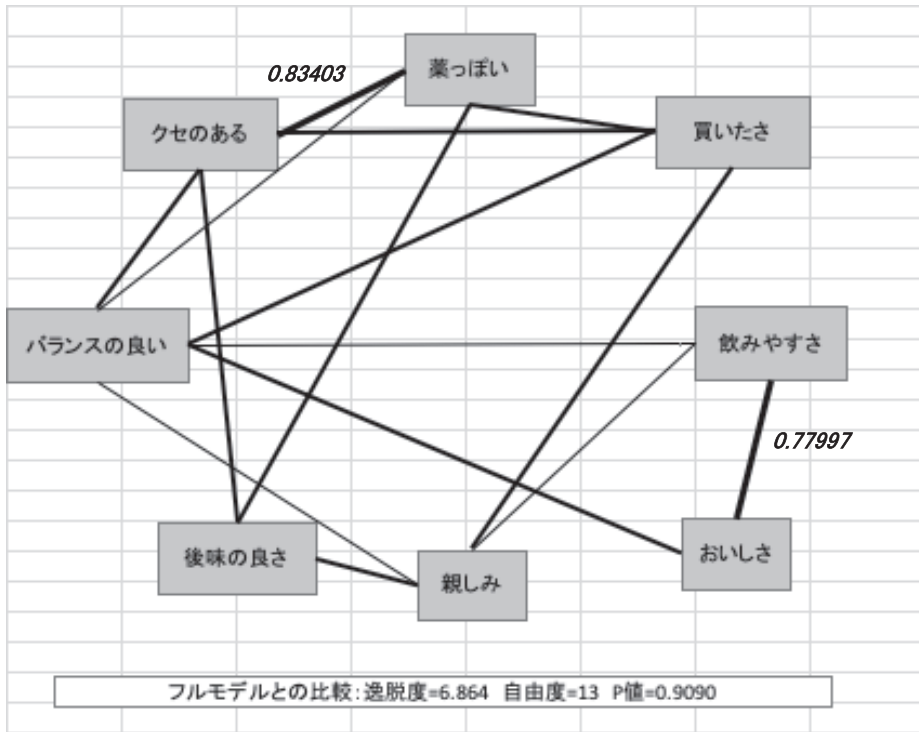 薬っぽい
0.83403
クセのある
買いたさ
バランスの良い
飲みやすさ
0.77997
後味の良さ
親しみ
おいしさ
フルモデルとの比較:逸脱度=6.864 自由度=13 P値=0.9090